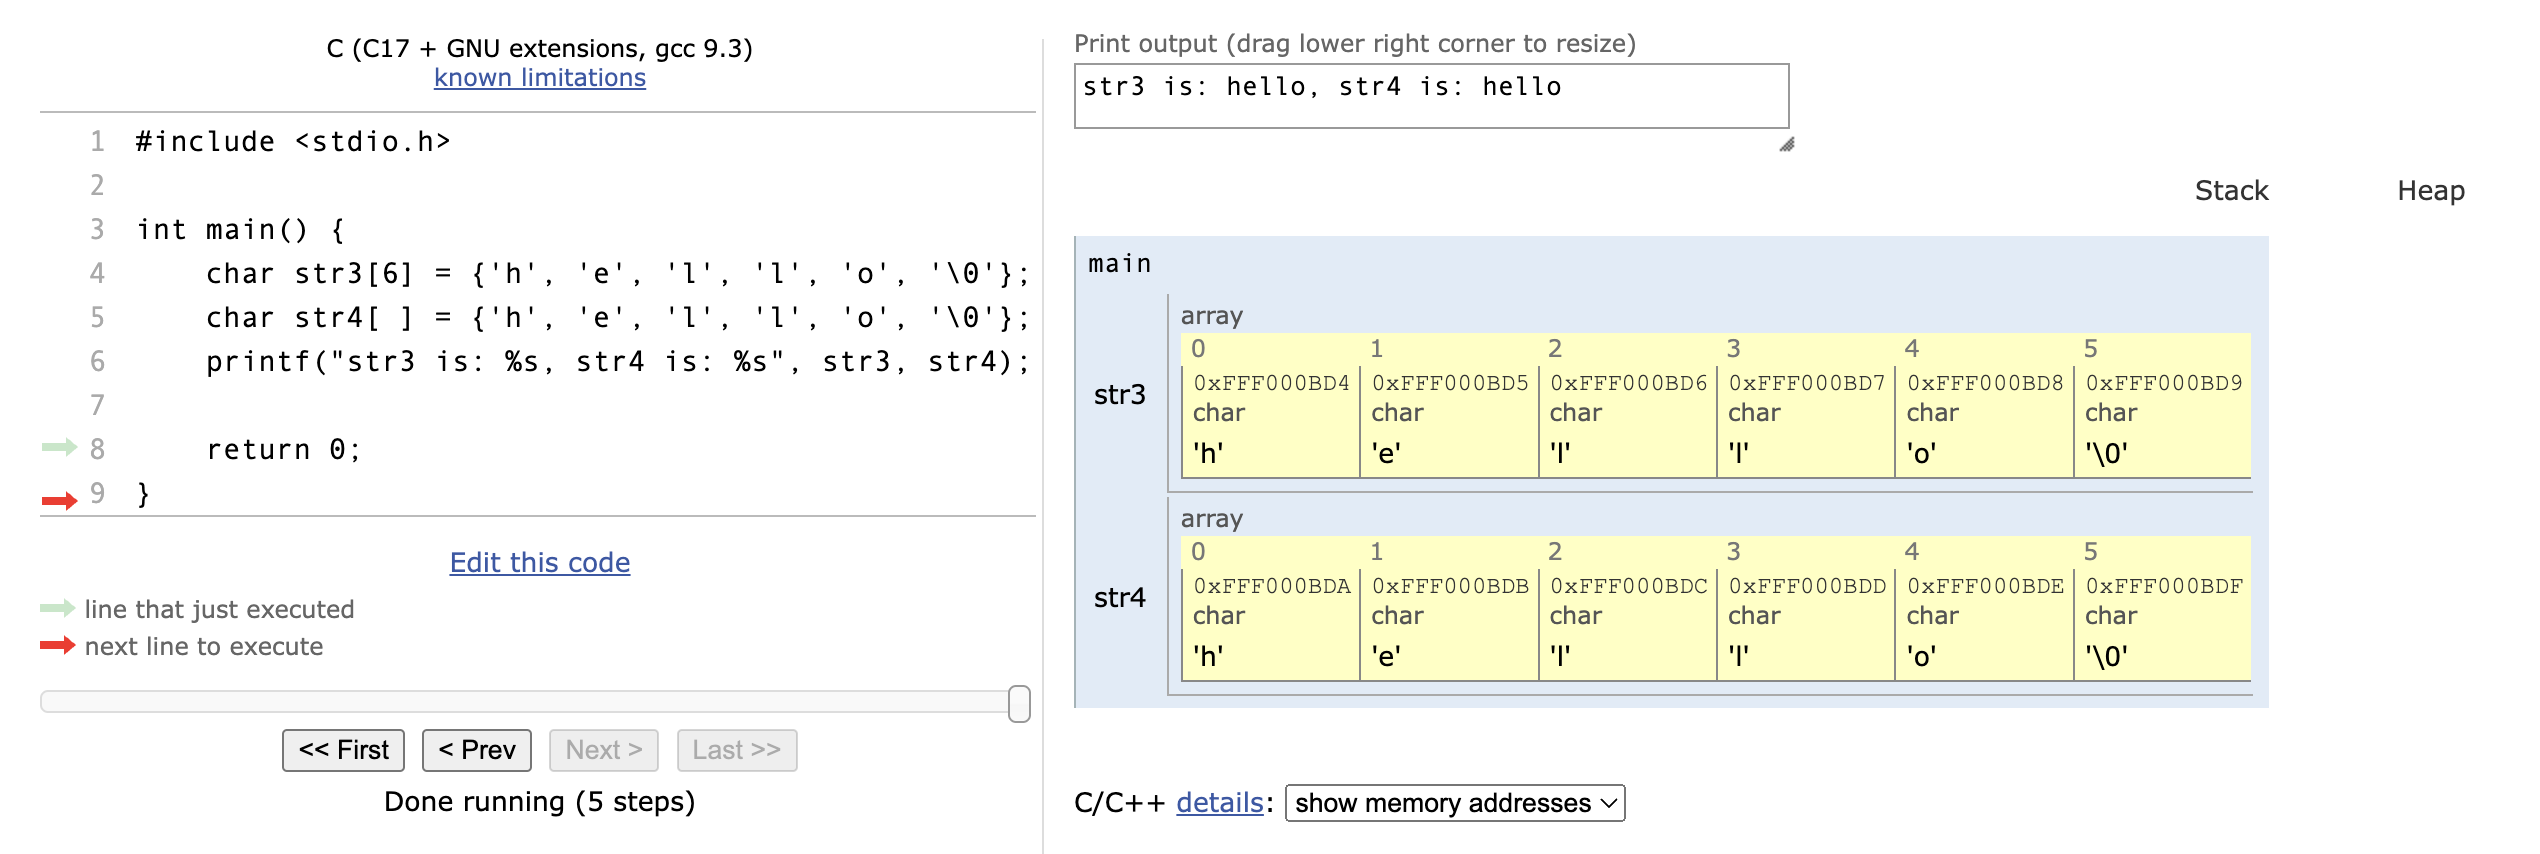 C (C17 + GNU extensions, gcc 9.3)
known limitations
1 #include <stdio.h>
2
3 int main() {
4     char str3[6] = {'h', 'e', 'l', 'l', 'o', '\0'};
5     char str4[ ] = {'h', 'e', 'l', 'l', 'o', '\0'};
6     printf("str3 is: %s, str4 is: %s", str3, str4);
7
8     return 0;
9 }
Edit this code
line that just executed
next line to execute
<< First < Prev Next > Last >>
Done running (5 steps)
Print output (drag lower right corner to resize)
str3 is: hello, str4 is: hello
Stack Heap
main
array
0 1 2 3 4 5
0xFFF000BD4 0xFFF000BD5 0xFFF000BD6 0xFFF000BD7 0xFFF000BD8 0xFFF000BD9
str3
char char char char char char
'h' 'e' 'l' 'l' 'o' '\0'
array
0 1 2 3 4 5
0xFFF000BDA 0xFFF000BDB 0xFFF000BDC 0xFFF000BDD 0xFFF000BDE 0xFFF000BDF
str4
char char char char char char
'h' 'e' 'l' 'l' 'o' '\0'
C/C++ details: show memory addresses